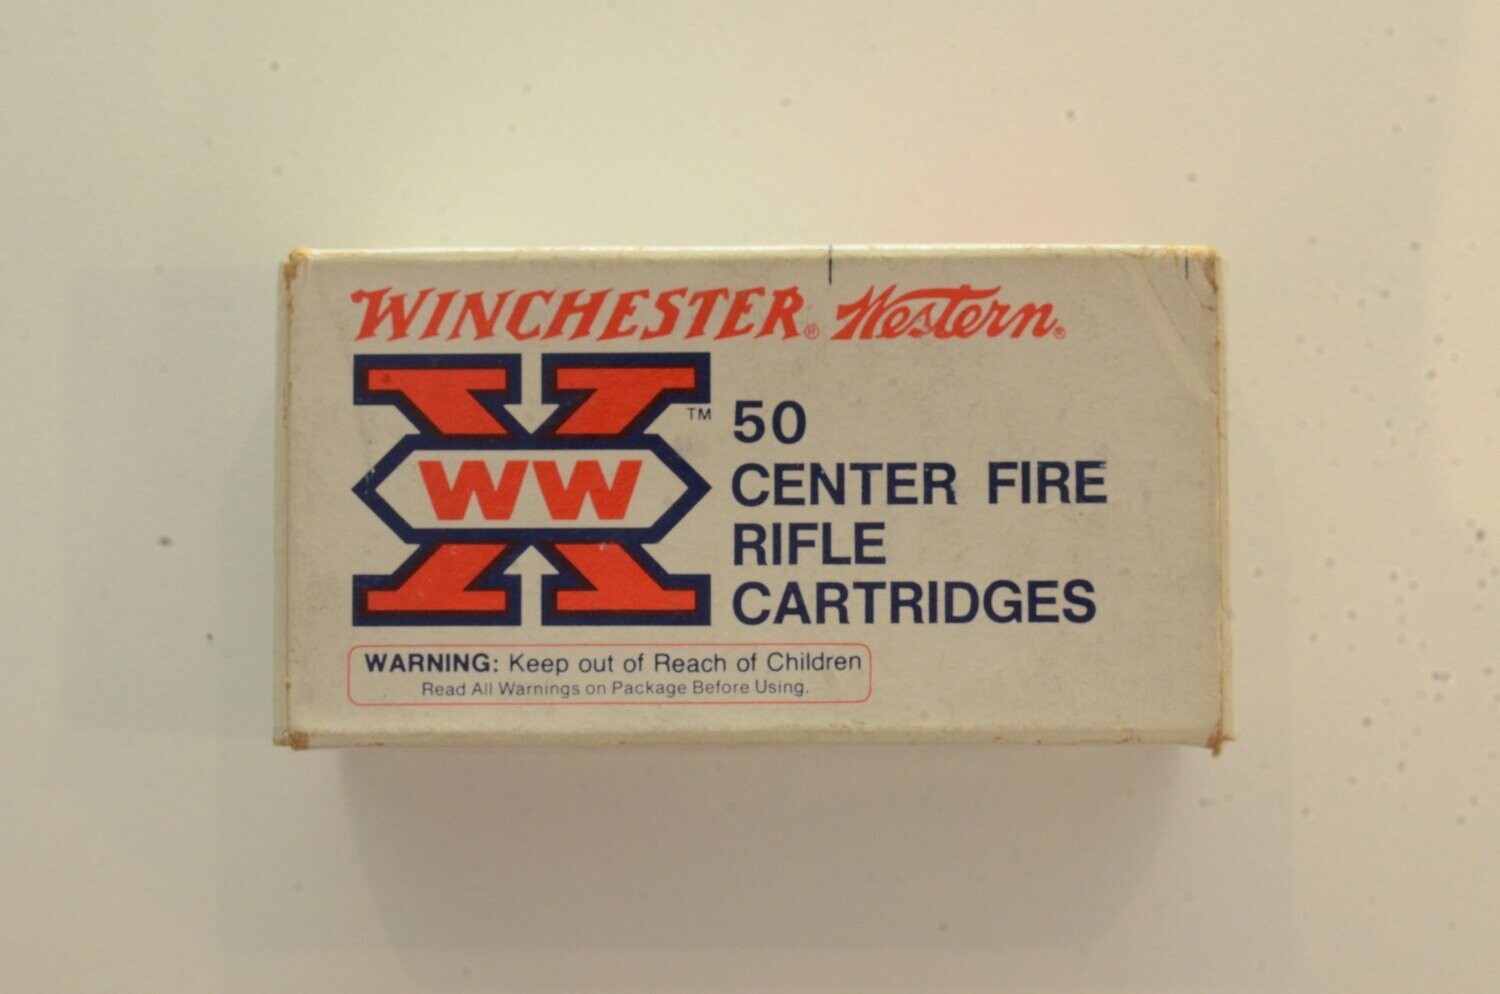 WINCHESTER® Western®
WW
™
50
CENTER FIRE
RIFLE
CARTRIDGES
WARNING: Keep out of Reach of Children
Read All Warnings on Package Before Using.